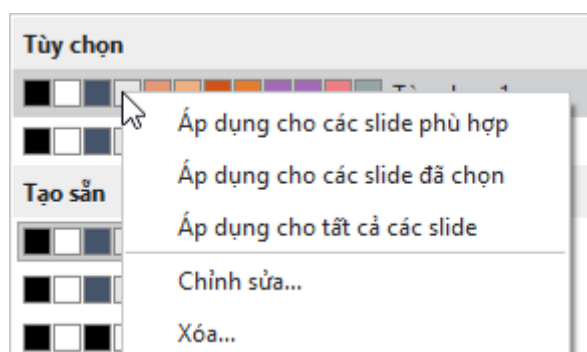 Tùy chọn
Áp dụng cho các slide phù hợp
Áp dụng cho các slide đã chọn
Tạo sẵn
Áp dụng cho tất cả các slide
Chỉnh sửa...
Xóa...